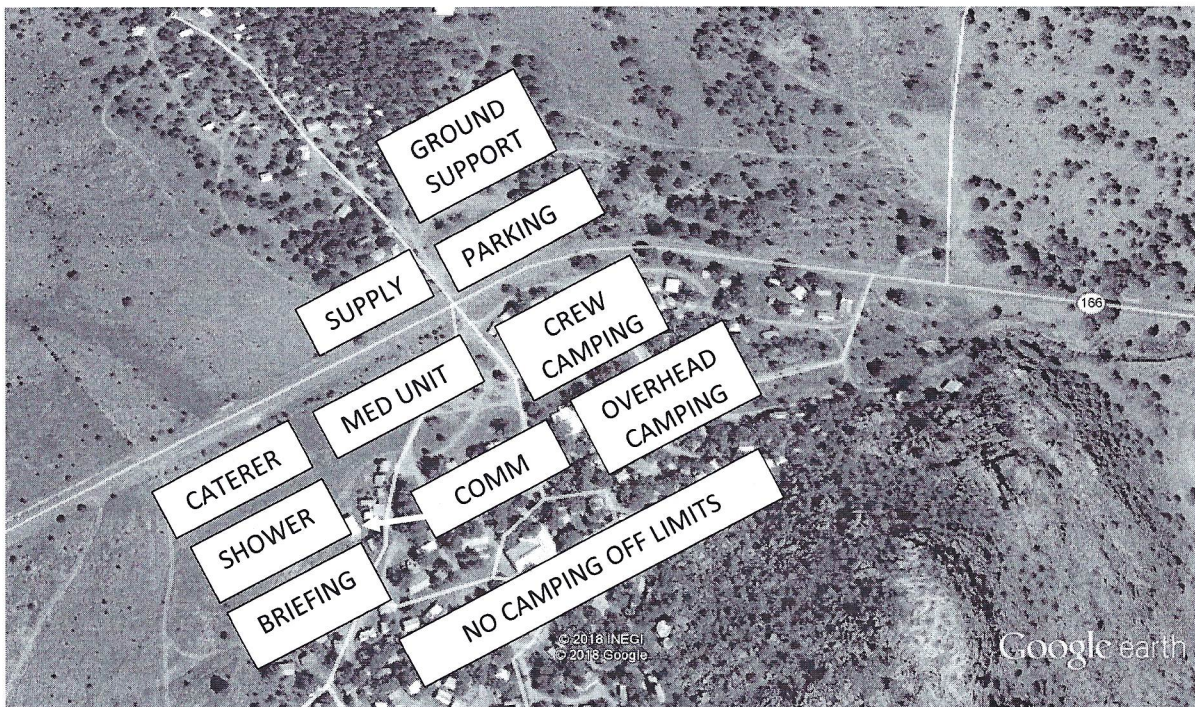 GROUND
SUPPORT
PARKING
SUPPLY
CREW
CAMPING
166
MED UNIT
OVERHEAD
CAMPING
CATERER
COMM
SHOWER
NO CAMPING OFF LIMITS
BRIEFING
© 2018 INEGI
© 2018 Google
Google earth